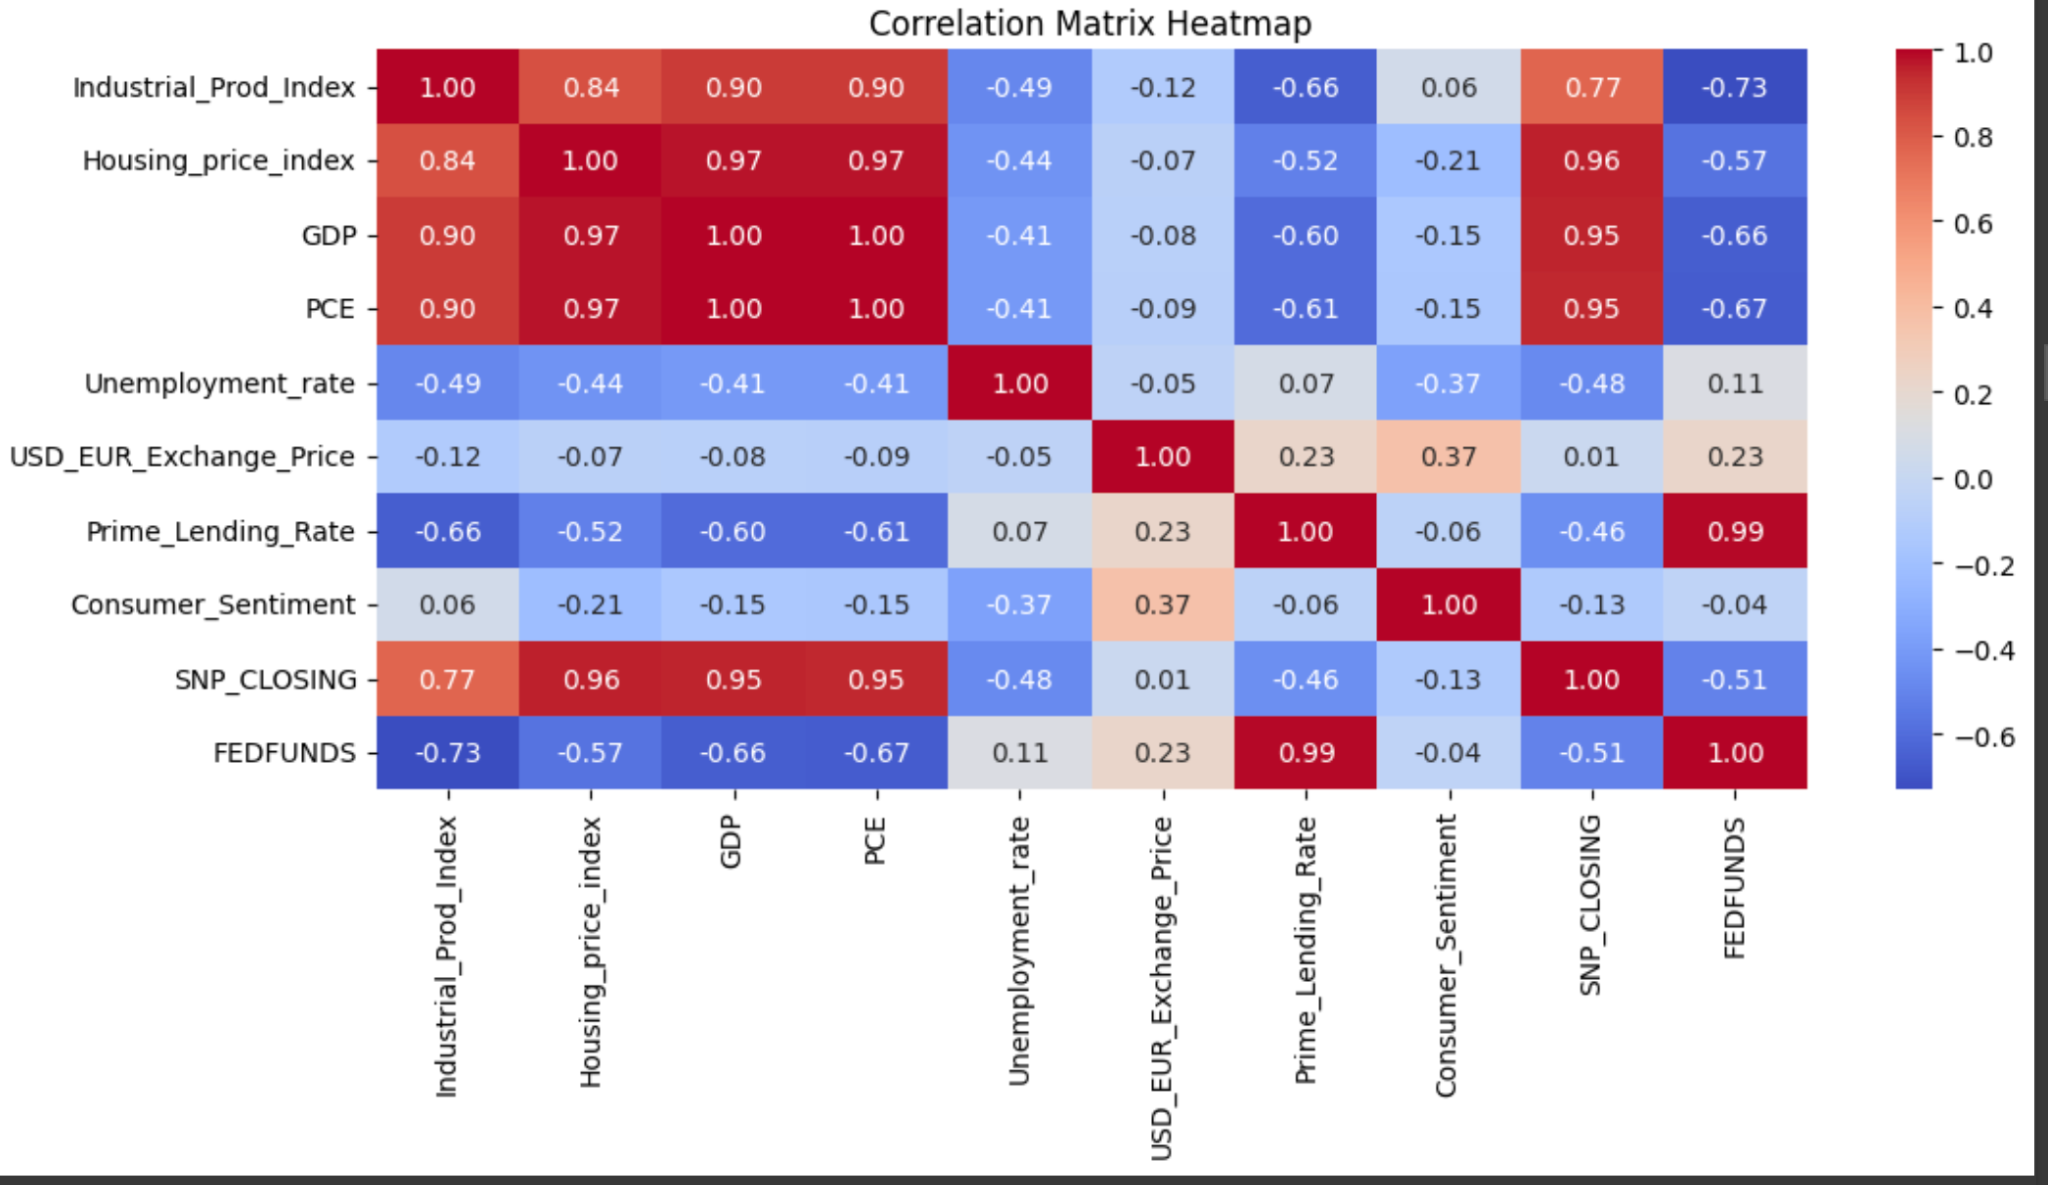 Correlation Matrix Heatmap
Industrial_Prod_Index 1.00 0.84 0.90 0.90 -0.49 -0.12 -0.66 0.06 0.77 -0.73
Housing_price_index 0.84 1.00 0.97 0.97 -0.44 -0.07 -0.52 -0.21 0.96 -0.57
GDP 0.90 0.97 1.00 1.00 -0.41 -0.08 -0.60 -0.15 0.95 -0.66
PCE 0.90 0.97 1.00 1.00 -0.41 -0.09 -0.61 -0.15 0.95 -0.67
Unemployment_rate -0.49 -0.44 -0.41 -0.41 1.00 -0.05 0.07 -0.37 -0.48 0.11
USD_EUR_Exchange_Price -0.12 -0.07 -0.08 -0.09 -0.05 1.00 0.23 0.37 0.01 0.23
Prime_Lending_Rate -0.66 -0.52 -0.60 -0.61 0.07 0.23 1.00 -0.06 -0.46 0.99
Consumer_Sentiment 0.06 -0.21 -0.15 -0.15 -0.37 0.37 -0.06 1.00 -0.13 -0.04
SNP_CLOSING 0.77 0.96 0.95 0.95 -0.48 0.01 -0.46 -0.13 1.00 -0.51
FEDFUNDS -0.73 -0.57 -0.66 -0.67 0.11 0.23 0.99 -0.04 -0.51 1.00
Industrial_Prod_Index
Housing_price_index
GDP
PCE
Unemployment_rate
USD_EUR_Exchange_Price
Prime_Lending_Rate
Consumer_Sentiment
SNP_CLOSING
FEDFUNDS
1.0
0.8
0.6
0.4
0.2
0.0
−0.2
−0.4
−0.6